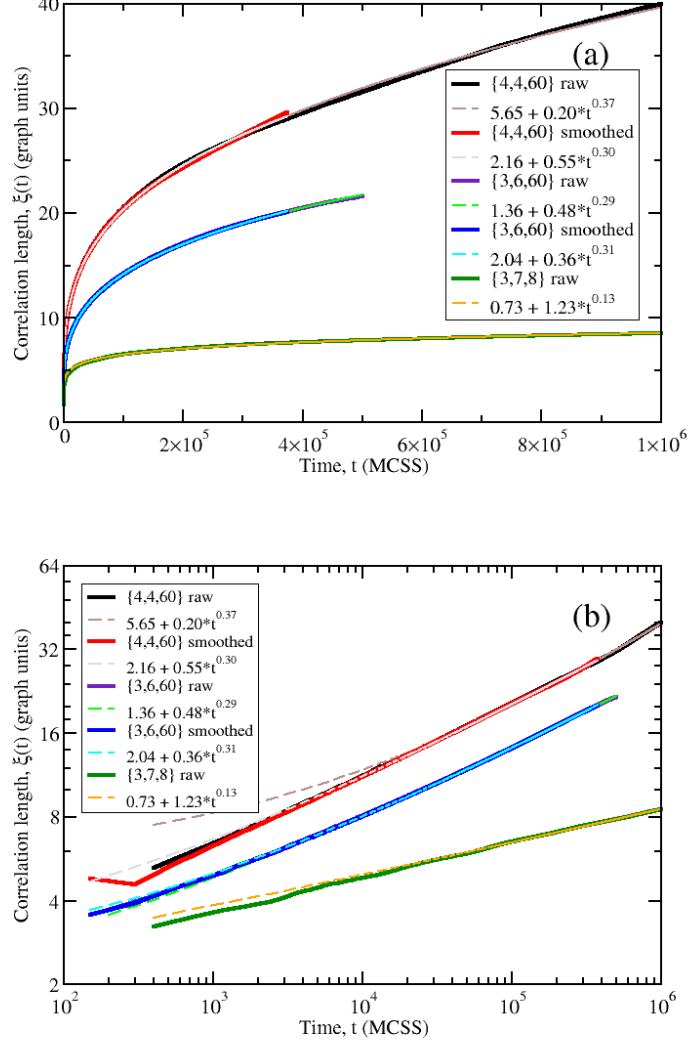 40
30
20
10
0
Correlation length, ξ(t) (graph units)
(a)
{4,4,60} raw
5.65 + 0.20*t^0.37
{4,4,60} smoothed
2.16 + 0.55*t^0.30
{3,6,60} raw
1.36 + 0.48*t^0.29
{3,6,60} smoothed
2.04 + 0.36*t^0.31
{3,7,8} raw
0.73 + 1.23*t^0.13
0 2×10^5 4×10^5 6×10^5 8×10^5 1×10^6
Time, t (MCSS)
64
32
16
8
4
2
Correlation length, ξ(t) (graph units)
(b)
{4,4,60} raw
5.65 + 0.20*t^0.37
{4,4,60} smoothed
2.16 + 0.55*t^0.30
{3,6,60} raw
1.36 + 0.48*t^0.29
{3,6,60} smoothed
2.04 + 0.36*t^0.31
{3,7,8} raw
0.73 + 1.23*t^0.13
10^2 10^3 10^4 10^5 10^6
Time, t (MCSS)